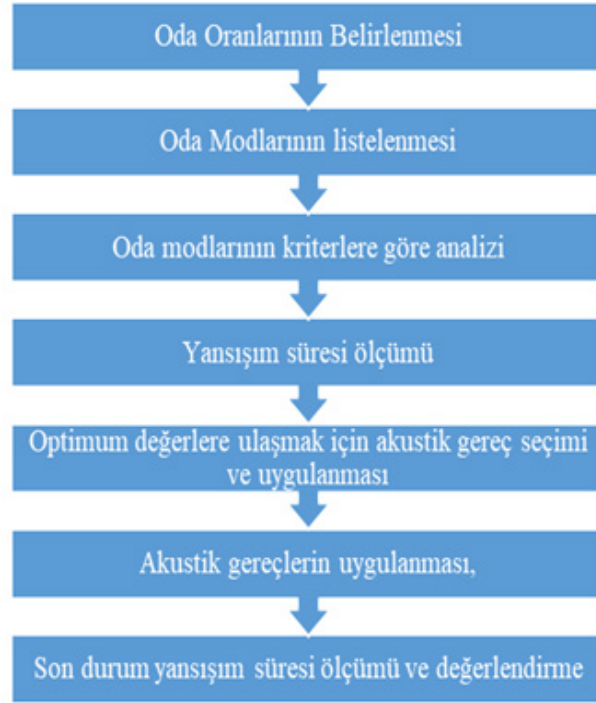 Oda Oranlarının Belirlenmesi
Oda Modlarının listelenmesi
Oda modlarının kriterlere göre analizi
Yansışım süresi ölçümü
Optimum değerlere ulaşmak için akustik gereç seçimi
ve uygulanması
Akustik gereçlerin uygulanması,
Son durum yansışım süresi ölçümü ve değerlendirme